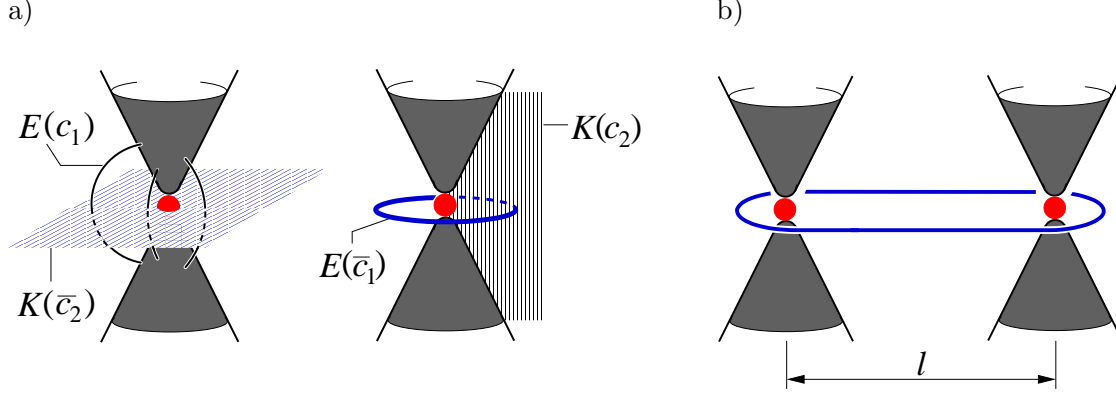 a)
b)
E(c₁)
K(c₂)
E(c̅₁)
K(c̅₂)
l